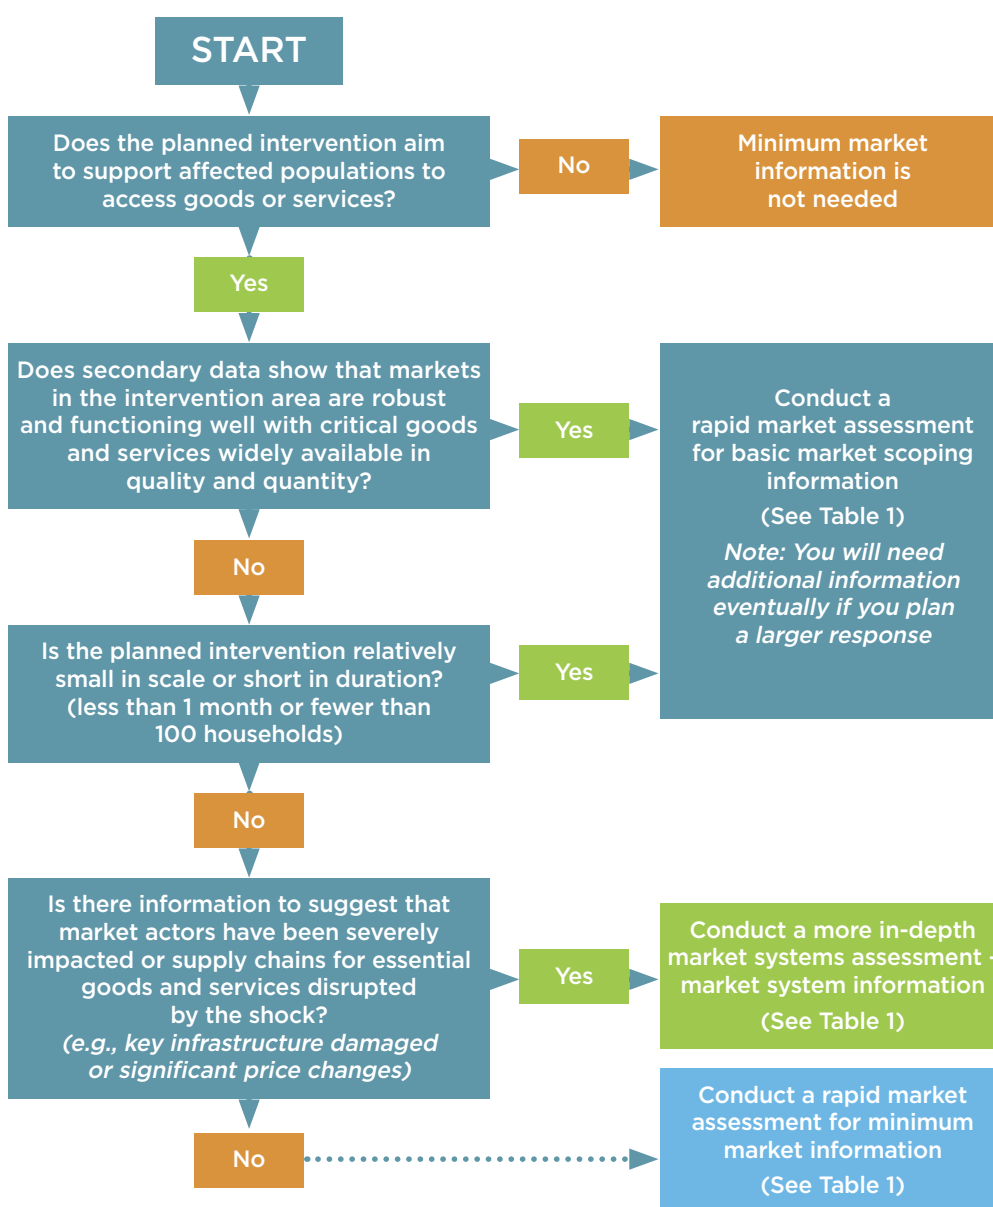 START
Does the planned intervention aim
to support affected populations to
access goods or services?
No
Minimum market
information is
not needed
Yes
Does secondary data show that markets
in the intervention area are robust
and functioning well with critical goods
and services widely available in
quality and quantity?
Yes
Conduct a
rapid market assessment
for basic market scoping
information
(See Table 1)
Note: You will need
additional information
eventually if you plan
a larger response
No
Is the planned intervention relatively
small in scale or short in duration?
(less than 1 month or fewer than
100 households)
Yes
No
Is there information to suggest that
market actors have been severely
impacted or supply chains for essential
goods and services disrupted
by the shock?
(e.g., key infrastructure damaged
or significant price changes)
Yes
Conduct a more in-depth
market systems assessment -
market system information
(See Table 1)
No
Conduct a rapid market
assessment for minimum
market information
(See Table 1)